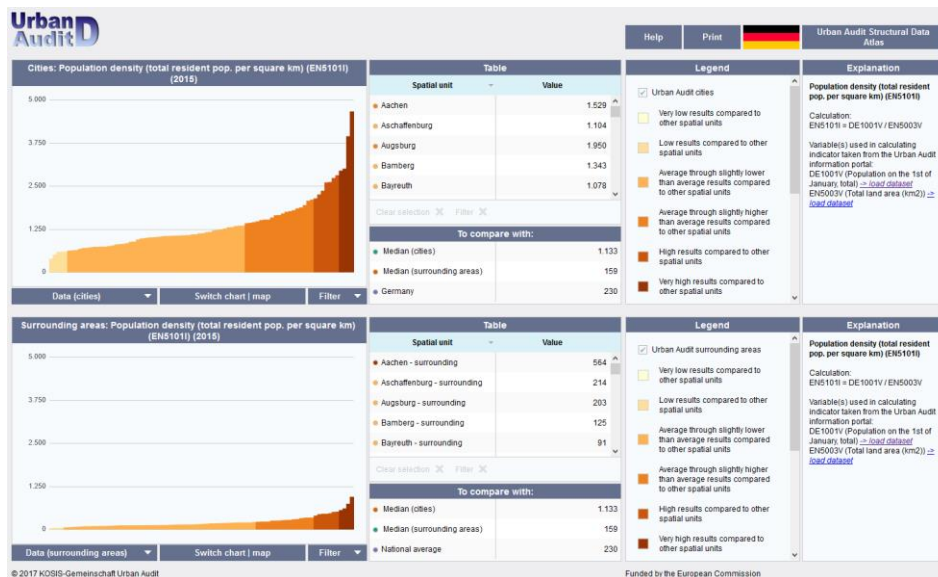 Urban
Audit D
Help
Print
Urban Audit Structural Data
Atlas
Cities: Population density (total resident pop. per square km) (EN5101I)
(2015)
5.000
3.750
2.500
1.250
0
Data (cities)
Switch chart | map
Filter
Table
Spatial unit
Value
Aachen 1.529
Aschaffenburg 1.104
Augsburg 1.950
Bamberg 1.343
Bayreuth 1.078
Clear selection X Filter X
To compare with:
Median (cities) 1.133
Median (surrounding areas) 159
Germany 230
Legend
Urban Audit cities
Very low results compared to
other spatial units
Low results compared to other
spatial units
Average through slightly lower
than average results compared
to other spatial units
Average through slightly higher
than average results compared
to other spatial units
High results compared to other
spatial units
Very high results compared to
other spatial units
Explanation
Population density (total resident
pop. per square km) (EN5101I)
Calculation:
EN5101I = DE1001V / EN5003V
Variable(s) used in calculating
indicator taken from the Urban Audit
information portal:
DE1001V (Population on the 1st of
January, total) -> load dataset
EN5003V (Total land area (km2)) ->
load dataset
Surrounding areas: Population density (total resident pop. per square km)
(EN5101I) (2015)
5.000
3.750
2.500
1.250
0
Data (surrounding areas)
Switch chart | map
Filter
Table
Spatial unit
Value
Aachen - surrounding 564
Aschaffenburg - surrounding 214
Augsburg - surrounding 203
Bamberg - surrounding 125
Bayreuth - surrounding 91
Clear selection X Filter X
To compare with:
Median (cities) 1.133
Median (surrounding areas) 159
National average 230
Legend
Urban Audit surrounding areas
Very low results compared to
other spatial units
Low results compared to other
spatial units
Average through slightly lower
than average results compared
to other spatial units
Average through slightly higher
than average results compared
to other spatial units
High results compared to other
spatial units
Very high results compared to
other spatial units
Explanation
Population density (total resident
pop. per square km) (EN5101I)
Calculation:
EN5101I = DE1001V / EN5003V
Variable(s) used in calculating
indicator taken from the Urban Audit
information portal:
DE1001V (Population on the 1st of
January, total) -> load dataset
EN5003V (Total land area (km2)) ->
load dataset
© 2017 KOSIS-Gemeinschaft Urban Audit
Funded by the European Commission